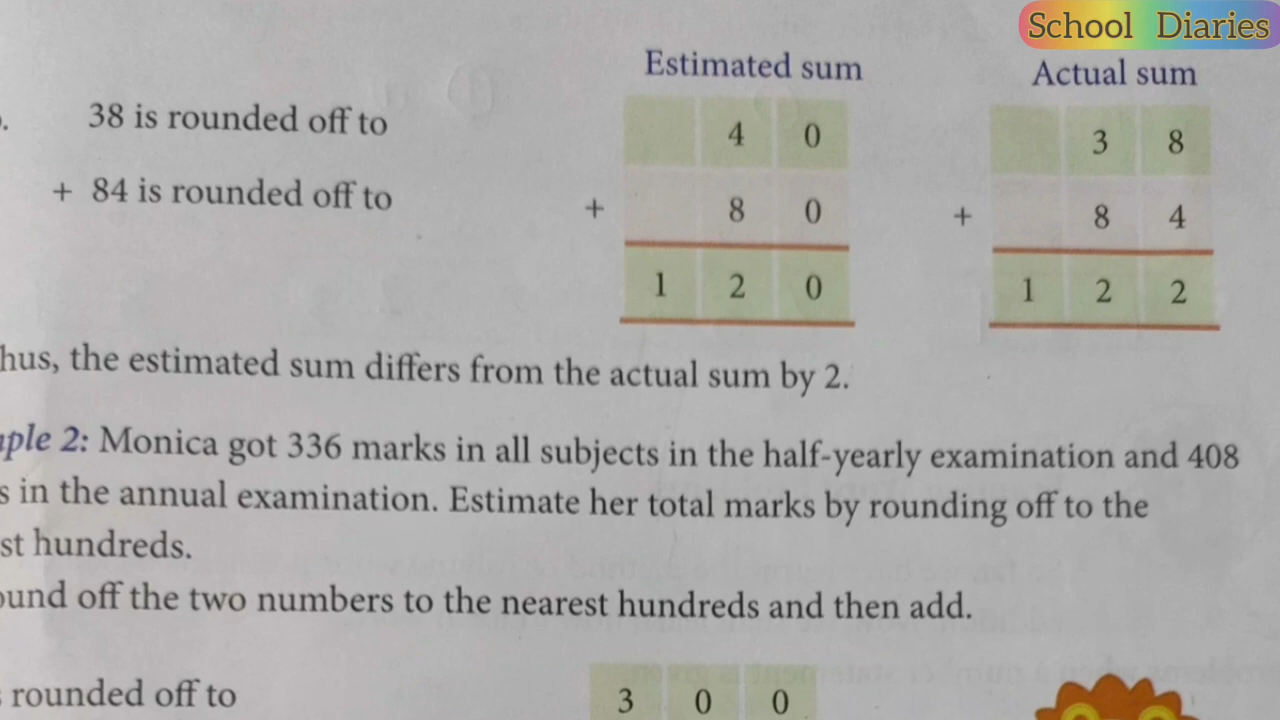 School Diaries
Estimated sum
Actual sum
38 is rounded off to
4 0
3 8
+ 84 is rounded off to
+ 8 0
+ 8 4
1 2 0
1 2 2
hus, the estimated sum differs from the actual sum by 2.
ple 2: Monica got 336 marks in all subjects in the half-yearly examination and 408
s in the annual examination. Estimate her total marks by rounding off to the
st hundreds.
ound off the two numbers to the nearest hundreds and then add.
rounded off to
3 0 0